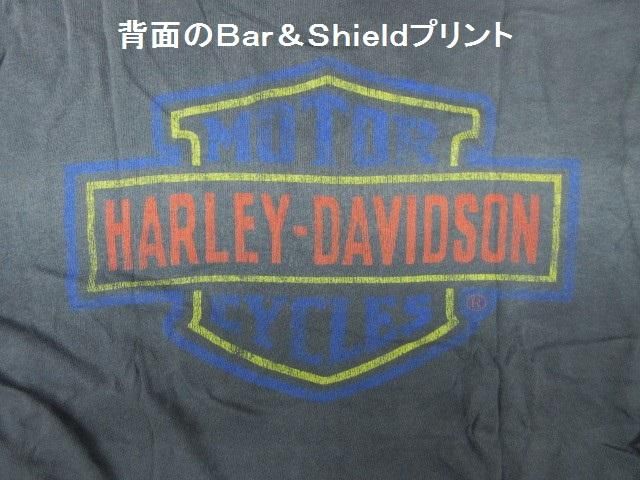 背面のBar＆Shieldプリント
MOTOR
HARLEY-DAVIDSON
CYCLES ®